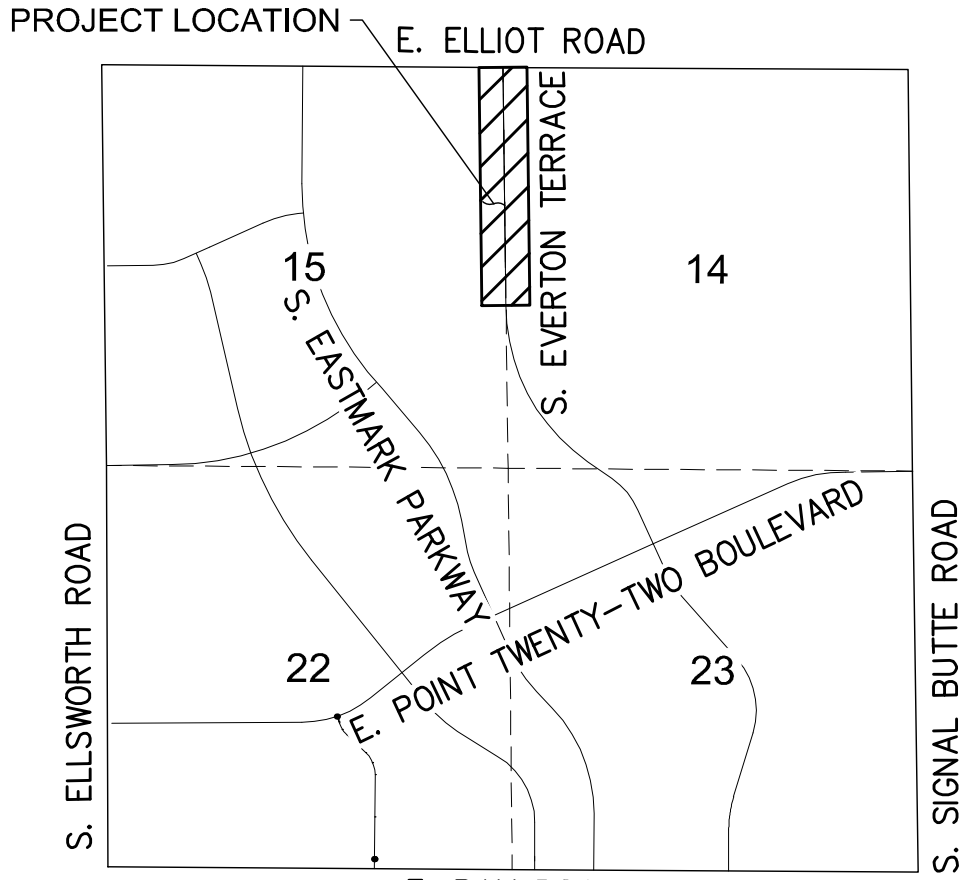 PROJECT LOCATION
E. ELLIOT ROAD
S. EVERTON TERRACE
15
14
S. EASTMARK PARKWAY
S. ELLSWORTH ROAD
E. POINT TWENTY-TWO BOULEVARD
22
23
S. SIGNAL BUTTE ROAD